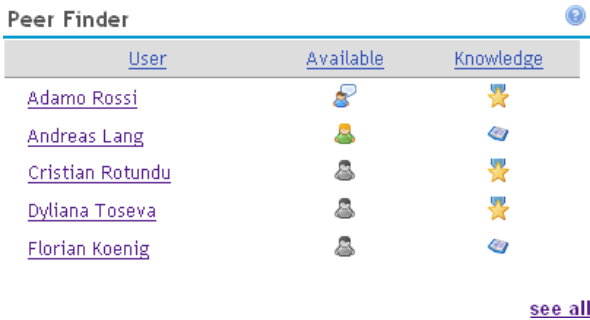 Peer Finder
User Available Knowledge
Adamo Rossi
Andreas Lang
Cristian Rotundu
Dyliana Toseva
Florian Koenig
see all